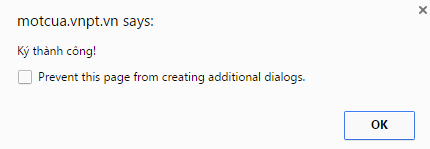 motcua.vnpt.vn says:
Ký thành công!
Prevent this page from creating additional dialogs.
OK